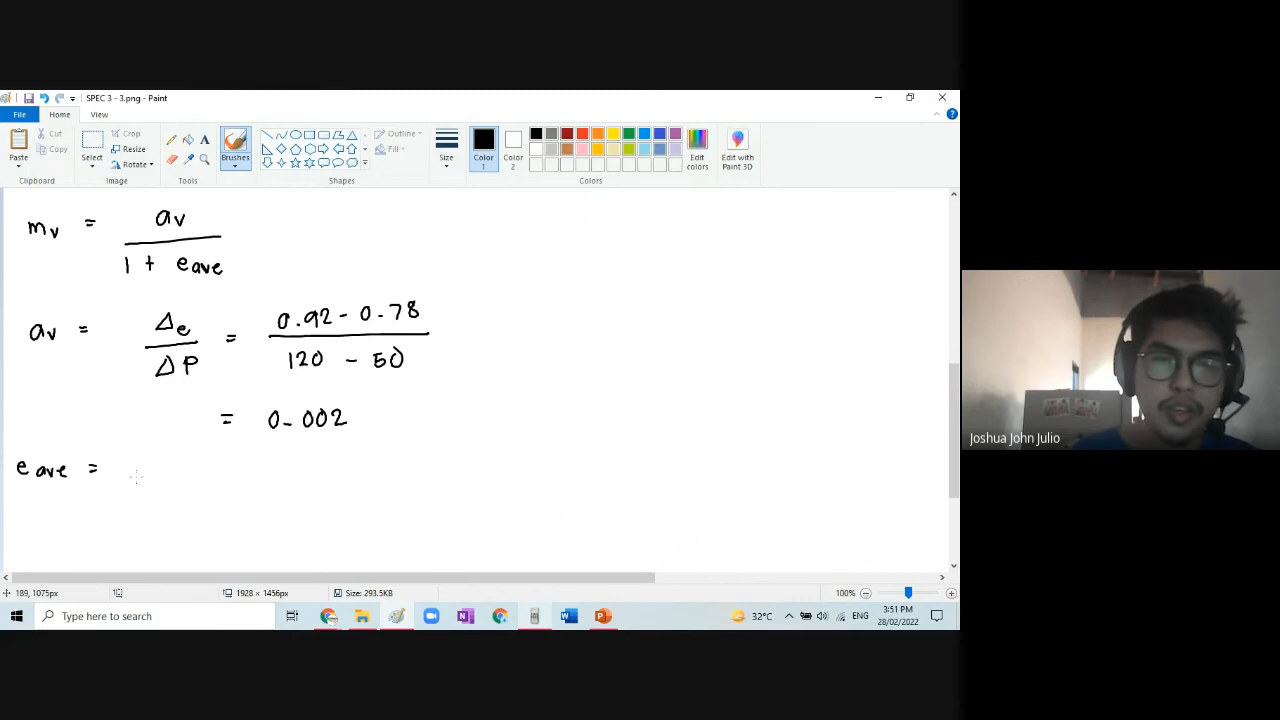 SPEC 3 - 3.png - Paint
File Home View
Paste
Cut
Copy
Clipboard
Select
Crop
Resize
Rotate
Image
Tools
Brushes
Outline
Fill
Shapes
Size
Color 1
Color 2
Edit colors
Edit with Paint 3D
Colors
mv = av / 1 + eave
av = Δe / ΔP = 0.92 - 0.78 / 120 - 50
= 0.002
eave =
Joshua John Julio
189, 1075px
1928 × 1456px
Size: 293.5KB
100%
Type here to search
32°C
ENG
3:51 PM
28/02/2022